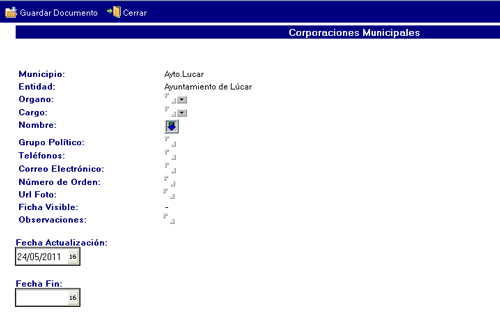 Guardar Documento Cerrar
Corporaciones Municipales
Municipio: Ayto.Lucar
Entidad: Ayuntamiento de Lúcar
Organo:
Cargo:
Nombre:
Grupo Político:
Teléfonos:
Correo Electrónico:
Número de Orden:
Url Foto:
Ficha Visible: -
Observaciones:
Fecha Actualización:
24/05/2011 16
Fecha Fin:
16